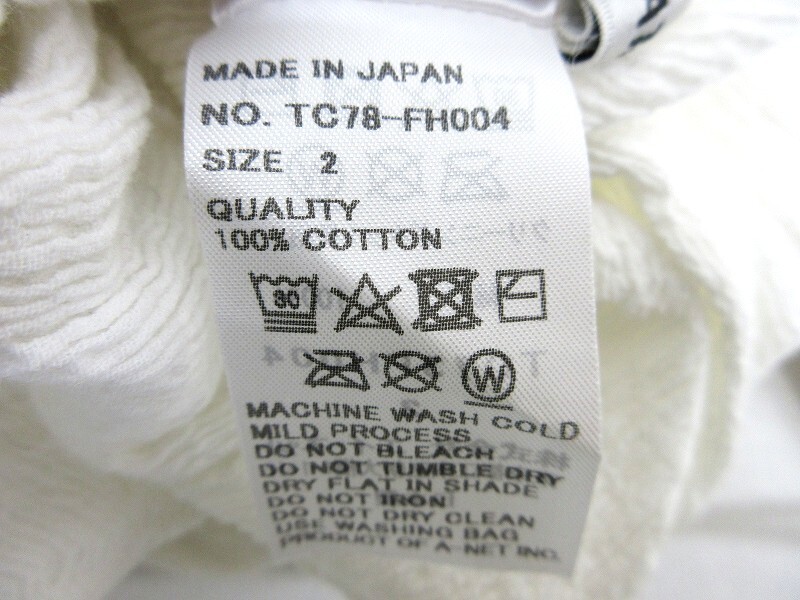 MADE IN JAPAN
NO. TC78-FH004
SIZE 2
QUALITY
100% COTTON
30
W
MACHINE WASH COLD
MILD PROCESS
DO NOT BLEACH
DO NOT TUMBLE DRY
DRY FLAT IN SHADE
DO NOT IRON
DO NOT DRY CLEAN
USE WASHING BAG
PRODUCT OF A-NET INC.